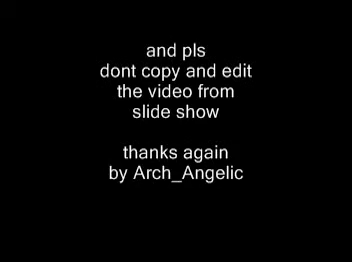 and pls
dont copy and edit
the video from
slide show
thanks again
by Arch_Angelic